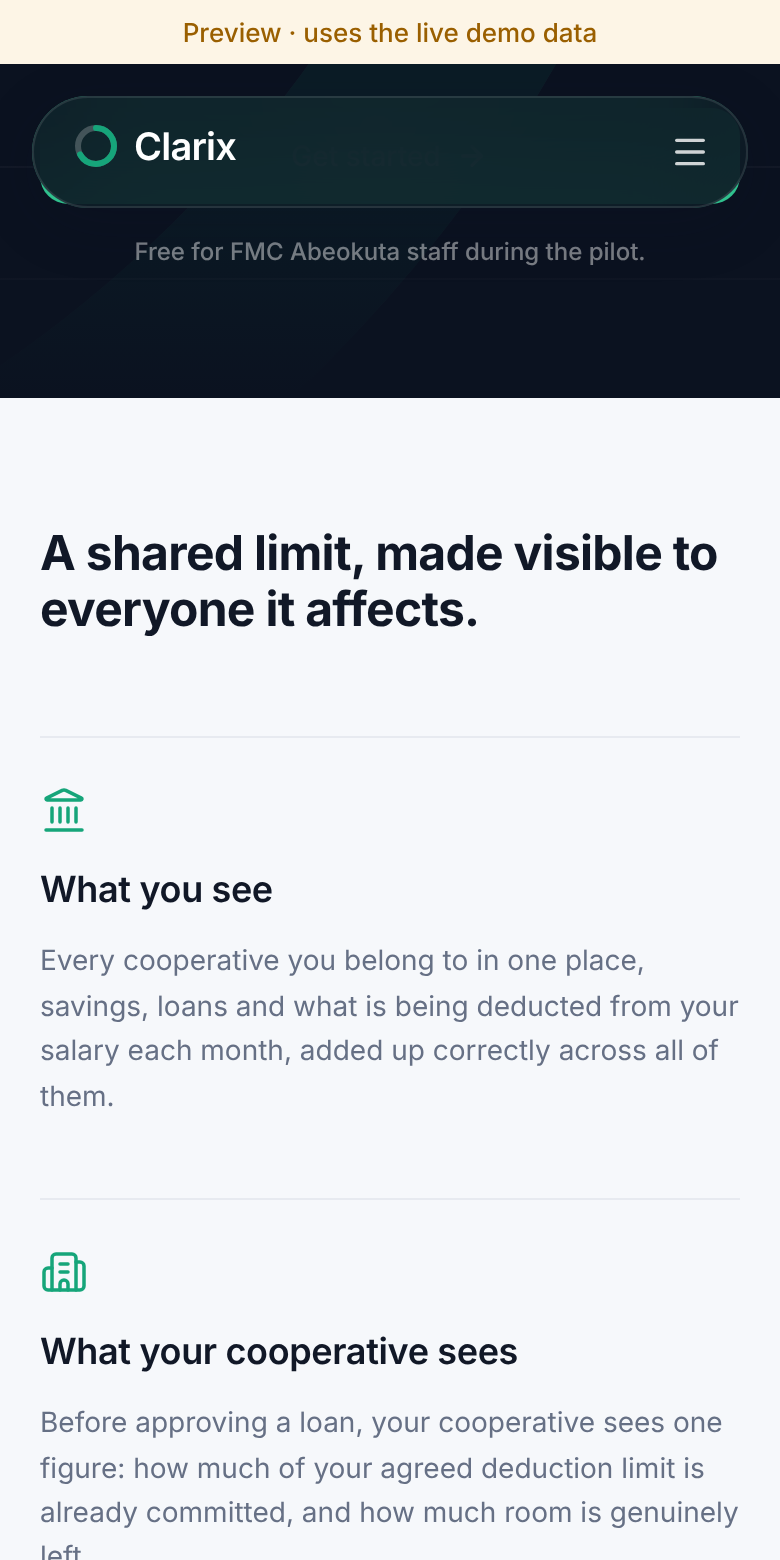 Preview · uses the live demo data
Clarix
Free for FMC Abeokuta staff during the pilot.
A shared limit, made visible to
everyone it affects.
What you see
Every cooperative you belong to in one place,
savings, loans and what is being deducted from your
salary each month, added up correctly across all of
them.
What your cooperative sees
Before approving a loan, your cooperative sees one
figure: how much of your agreed deduction limit is
already committed, and how much room is genuinely
left